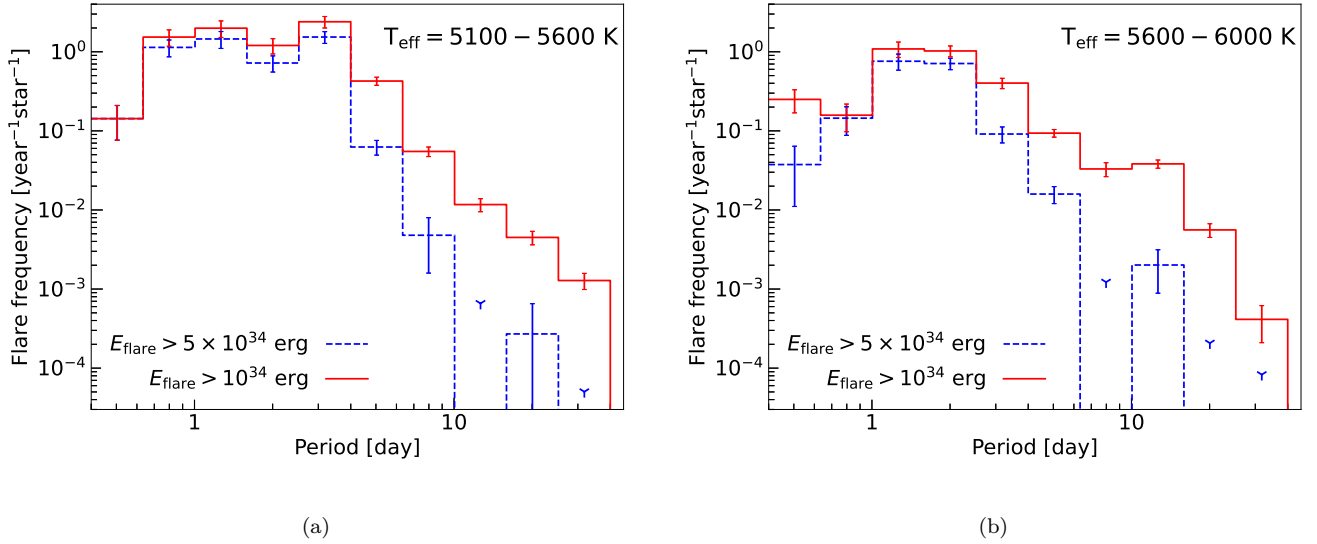 T_eff = 5100 − 5600 K
Flare frequency [year⁻¹star⁻¹]
10⁰
10⁻¹
10⁻²
10⁻³
10⁻⁴
E_flare > 5 × 10³⁴ erg
E_flare > 10³⁴ erg
1 10
Period [day]
(a)
T_eff = 5600 − 6000 K
Flare frequency [year⁻¹star⁻¹]
10⁰
10⁻¹
10⁻²
10⁻³
10⁻⁴
E_flare > 5 × 10³⁴ erg
E_flare > 10³⁴ erg
1 10
Period [day]
(b)